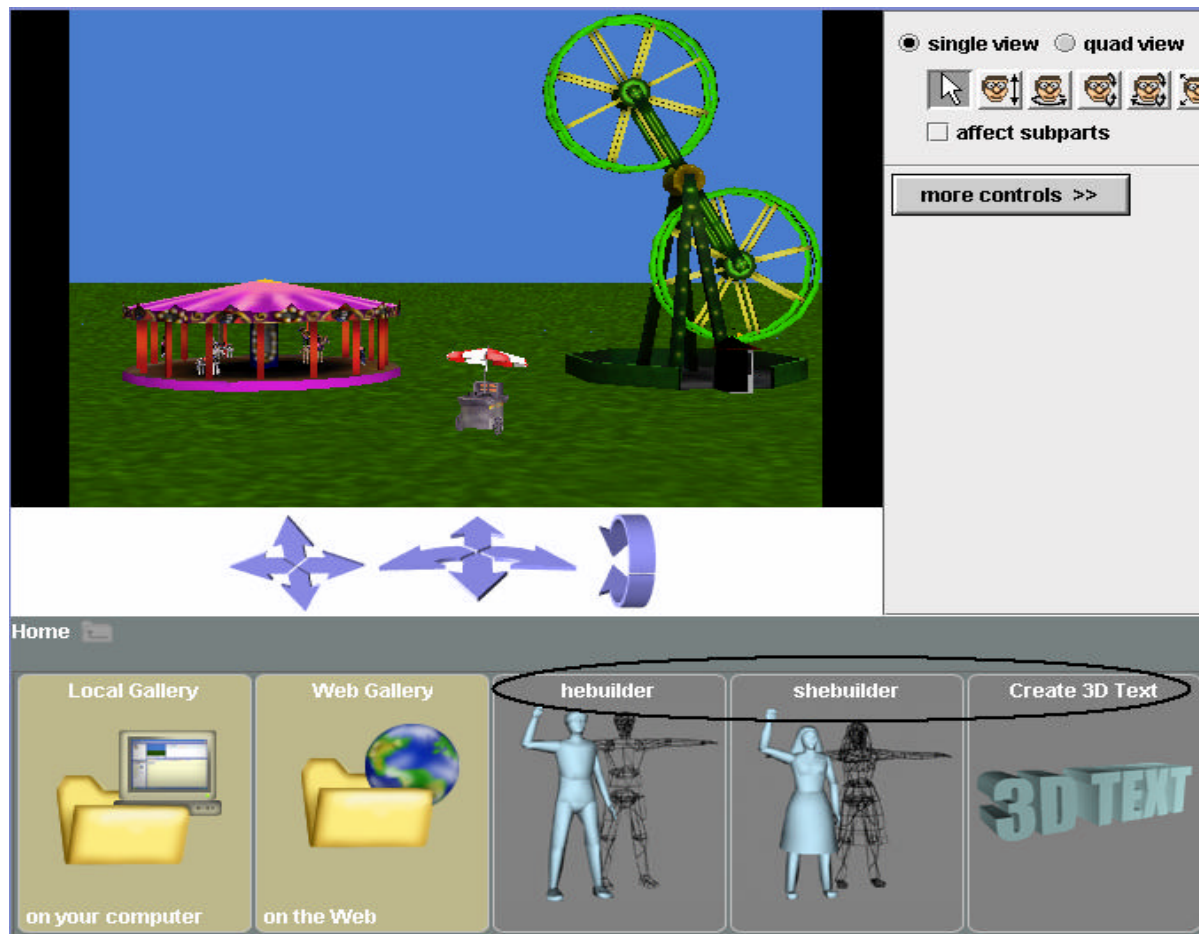 single view quad view
affect subparts
more controls >>
Home
Local Gallery
on your computer
Web Gallery
on the Web
hebuilder
shebuilder
Create 3D Text
3D TEXT